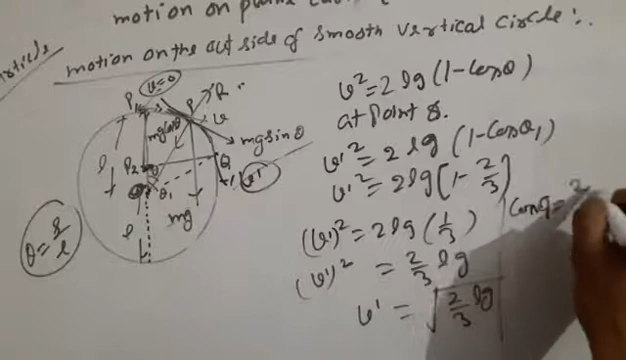 motion on
motion on the out side of smooth vertical circle :.
v=0
R
P
v
mg cosθ
mg sinθ
P2
Q
v'
θ1
l
mg
θ = s/l
v² = 2lg (1 - cosθ)
at Point Q.
v'² = 2lg (1 - cosθ1)
v'² = 2lg [1 - 2/3]
(v')² = 2lg (1/3)
(v')² = 2/3 lg
v' = √(2/3 lg)
cosθ1 = 2